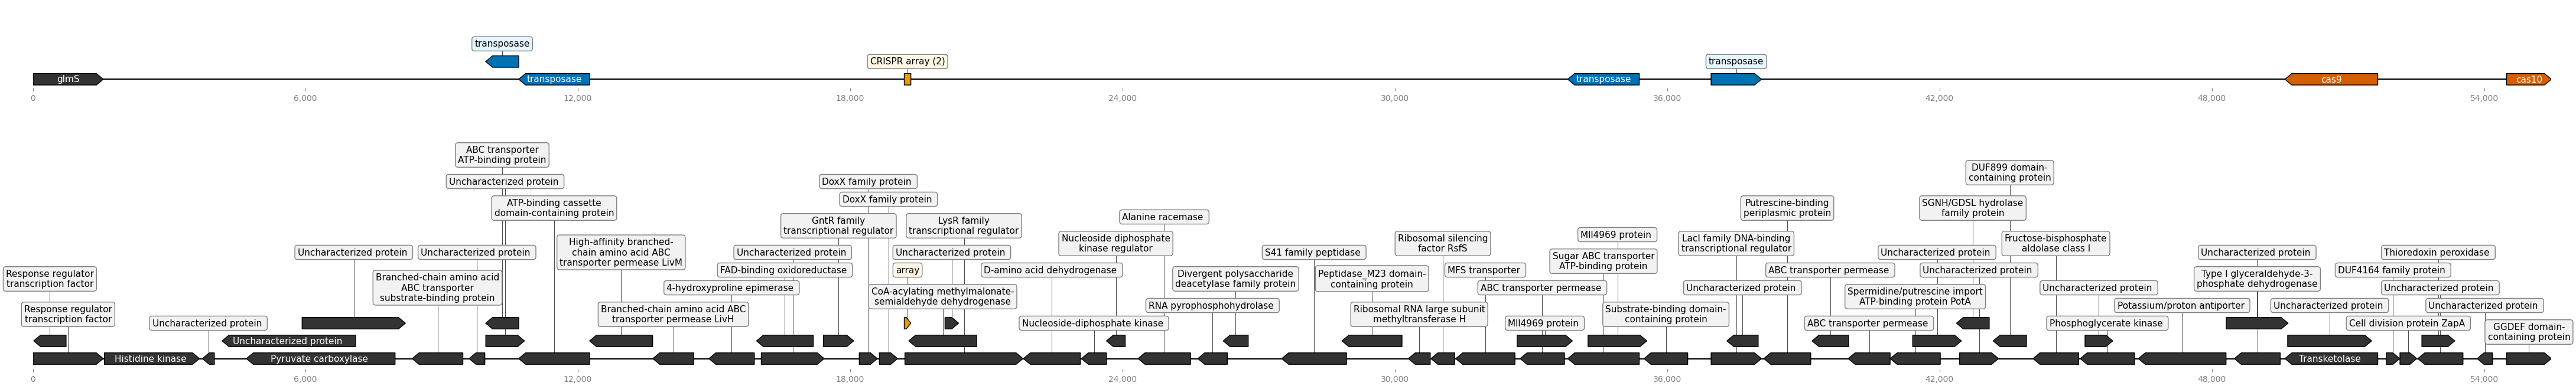 transposase
CRISPR array (2)
transposase
glmS
transposase
transposase
cas9
cas10
0
6,000
12,000
18,000
24,000
30,000
36,000
42,000
48,000
54,000
ABC transporter
ATP-binding protein
DUF899 domain-
containing protein
Uncharacterized protein
DoxX family protein
DoxX family protein
ATP-binding cassette
domain-containing protein
Putrescine-binding
periplasmic protein
SGNH/GDSL hydrolase
family protein
GntR family
transcriptional regulator
LysR family
transcriptional regulator
Alanine racemase
High-affinity branched-
chain amino acid ABC
transporter permease LivM
Nucleoside diphosphate
kinase regulator
Ribosomal silencing
factor RsfS
MII4969 protein
LacI family DNA-binding
transcriptional regulator
Fructose-bisphosphate
aldolase class I
Uncharacterized protein
Uncharacterized protein
Uncharacterized protein
Uncharacterized protein
S41 family peptidase
Sugar ABC transporter
ATP-binding protein
Uncharacterized protein
Uncharacterized protein
Thioredoxin peroxidase
Response regulator
transcription factor
Branched-chain amino acid
ABC transporter
substrate-binding protein
FAD-binding oxidoreductase
array
D-amino acid dehydrogenase
Divergent polysaccharide
deacetylase family protein
Peptidase_M23 domain-
containing protein
MFS transporter
ABC transporter permease
Uncharacterized protein
Type I glyceraldehyde-3-
phosphate dehydrogenase
DUF4164 family protein
4-hydroxyproline epimerase
CoA-acylating methylmalonate-
semialdehyde dehydrogenase
ABC transporter permease
Uncharacterized protein
Spermidine/putrescine import
ATP-binding protein PotA
Uncharacterized protein
Uncharacterized protein
Response regulator
transcription factor
Branched-chain amino acid ABC
transporter permease LivH
RNA pyrophosphohydrolase
Ribosomal RNA large subunit
methyltransferase H
Substrate-binding domain-
containing protein
Potassium/proton antiporter
Uncharacterized protein
Uncharacterized protein
Uncharacterized protein
Nucleoside-diphosphate kinase
MII4969 protein
ABC transporter permease
Phosphoglycerate kinase
Cell division protein ZapA
GGDEF domain-
containing protein
Uncharacterized protein
Histidine kinase
Pyruvate carboxylase
Transketolase
0
6,000
12,000
18,000
24,000
30,000
36,000
42,000
48,000
54,000